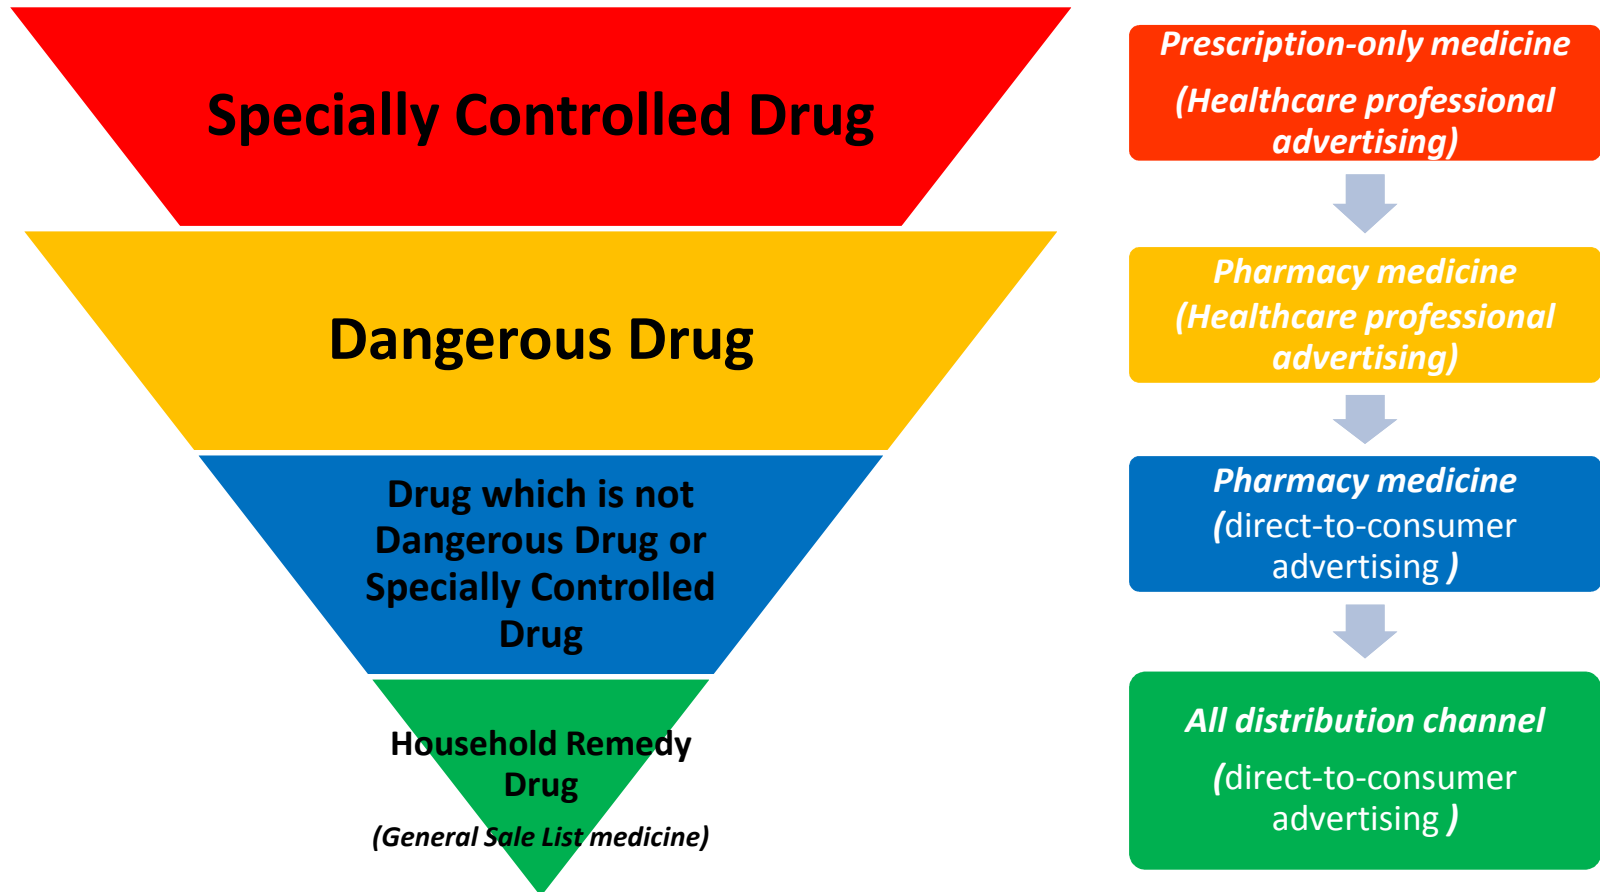 Specially Controlled Drug
Prescription-only medicine
(Healthcare professional
advertising)
Dangerous Drug
Pharmacy medicine
(Healthcare professional
advertising)
Drug which is not
Dangerous Drug or
Specially Controlled
Drug
Pharmacy medicine
(direct-to-consumer
advertising )
Household Remedy
Drug
(General Sale List medicine)
All distribution channel
(direct-to-consumer
advertising )